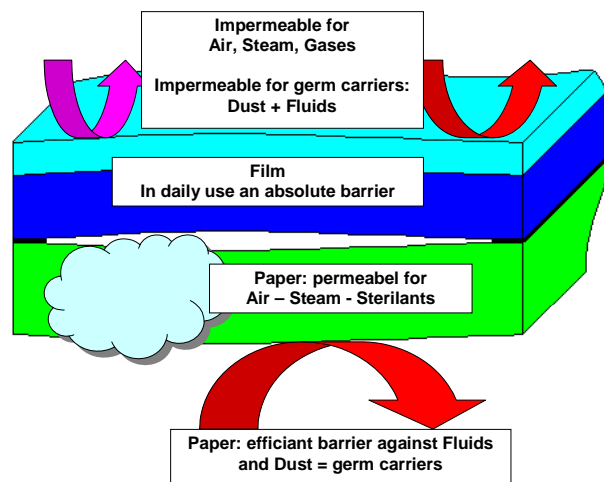 Impermeable for
Air, Steam, Gases
Impermeable for germ carriers:
Dust + Fluids
Film
In daily use an absolute barrier
Paper: permeabel for
Air – Steam - Sterilants
Paper: efficiant barrier against Fluids
and Dust = germ carriers